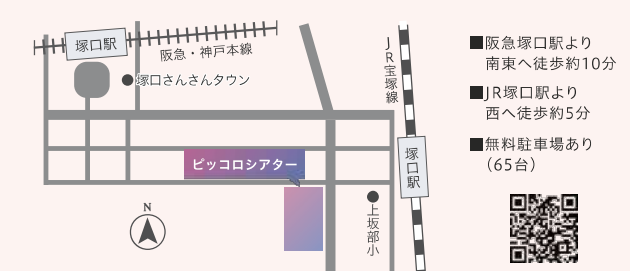 塚口駅
阪急・神戸本線
塚口さんさんタウン
JR宝塚線
ピッコロシアター
塚口駅
上坂部小
N
■阪急塚口駅より
南東へ徒歩約10分
■JR塚口駅より
西へ徒歩約5分
■無料駐車場あり
（65台）